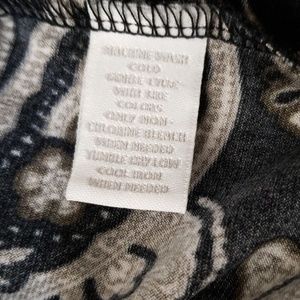 MACHINE WASH
COLD
GENTLE CYCLE
WITH LIKE
COLORS
ONLY NON-
CHLORINE BLEACH
WHEN NEEDED
TUMBLE DRY LOW
COOL IRON
WHEN NEEDED